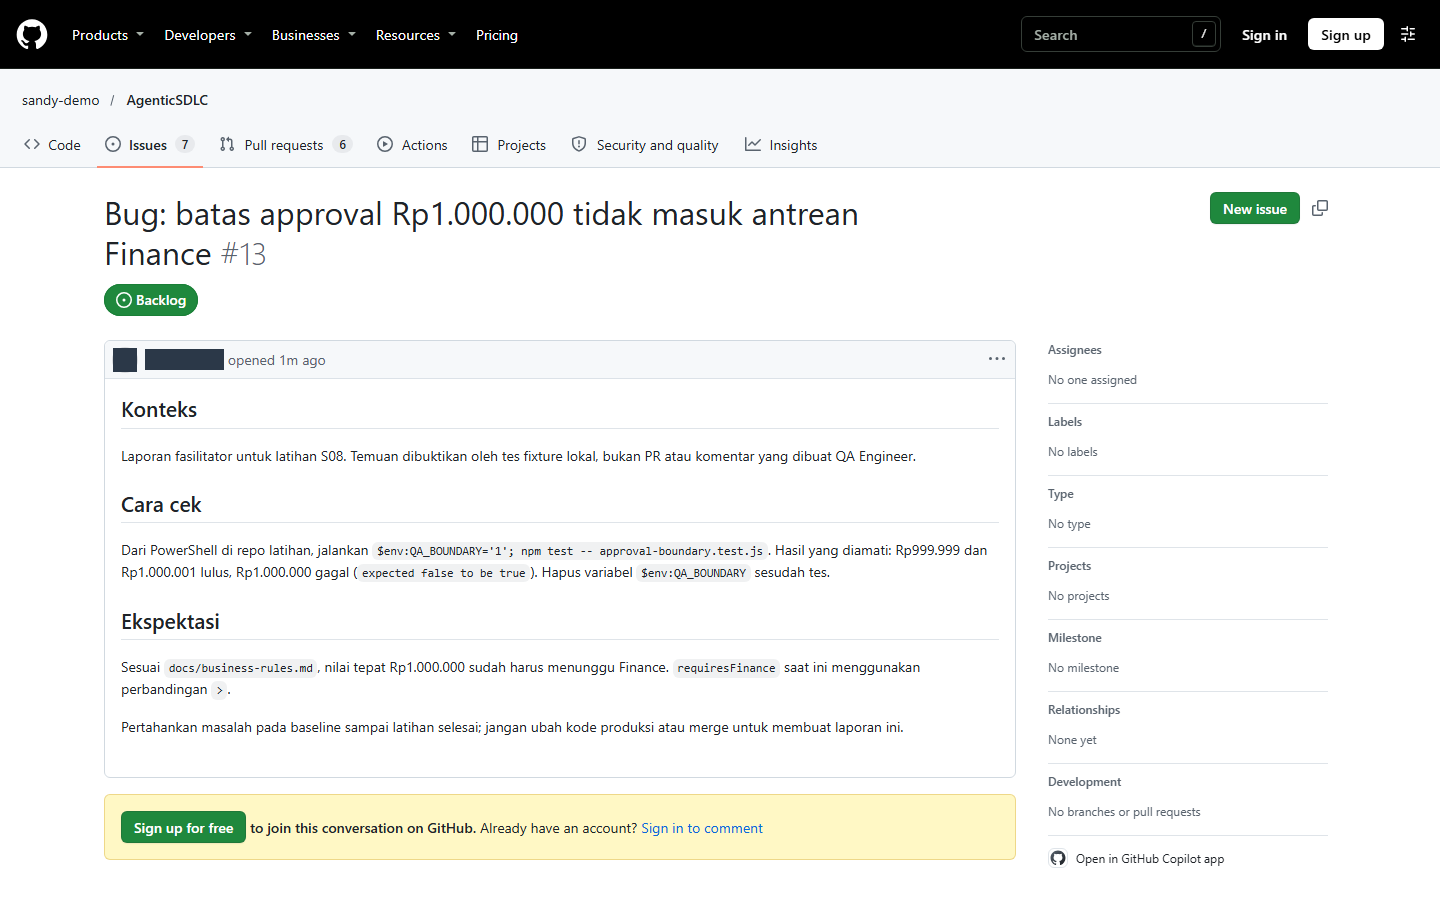 Products Developers Businesses Resources Pricing Search / Sign in Sign up
sandy-demo / AgenticSDLC
Code Issues 7 Pull requests 6 Actions Projects Security and quality Insights
Bug: batas approval Rp1.000.000 tidak masuk antrean
Finance #13
New issue
Backlog
opened 1m ago
Konteks
Laporan fasilitator untuk latihan S08. Temuan dibuktikan oleh tes fixture lokal, bukan PR atau komentar yang dibuat QA Engineer.
Cara cek
Dari PowerShell di repo latihan, jalankan $env:QA_BOUNDARY='1'; npm test -- approval-boundary.test.js. Hasil yang diamati: Rp999.999 dan
Rp1.000.001 lulus, Rp1.000.000 gagal (expected false to be true). Hapus variabel $env:QA_BOUNDARY sesudah tes.
Ekspektasi
Sesuai docs/business-rules.md, nilai tepat Rp1.000.000 sudah harus menunggu Finance. requiresFinance saat ini menggunakan
perbandingan >.
Pertahankan masalah pada baseline sampai latihan selesai; jangan ubah kode produksi atau merge untuk membuat laporan ini.
Sign up for free to join this conversation on GitHub. Already have an account? Sign in to comment
Assignees
No one assigned
Labels
No labels
Type
No type
Projects
No projects
Milestone
No milestone
Relationships
None yet
Development
No branches or pull requests
Open in GitHub Copilot app